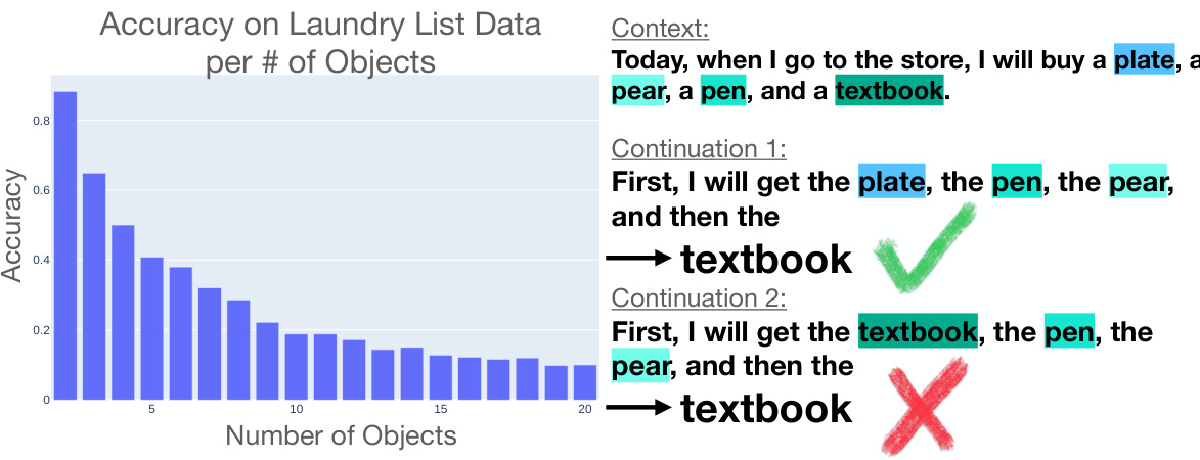 Accuracy on Laundry List Data
per # of Objects
Accuracy
0.8
0.6
0.4
0.2
0
5
10
15
20
Number of Objects
Context:
Today, when I go to the store, I will buy a plate, a
pear, a pen, and a textbook.
Continuation 1:
First, I will get the plate, the pen, the pear,
and then the
textbook
Continuation 2:
First, I will get the textbook, the pen, the
pear, and then the
textbook